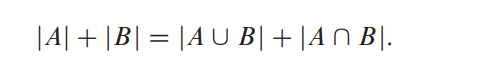 |A| + |B| = |A ∪ B| + |A ∩ B|.